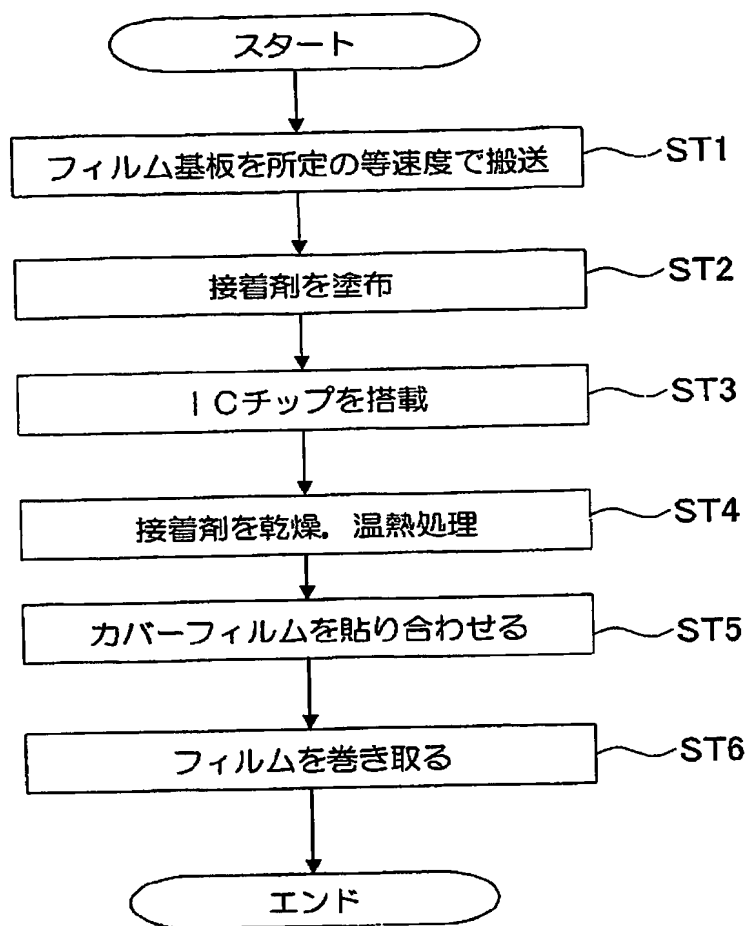 スタート
フィルム基板を所定の等速度で搬送
ST1
接着剤を塗布
ST2
ICチップを搭載
ST3
接着剤を乾燥．温熱処理
ST4
カバーフィルムを貼り合わせる
ST5
フィルムを巻き取る
ST6
エンド